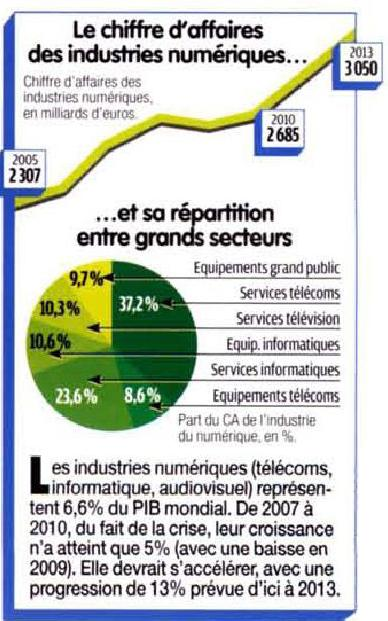 Le chiffre d'affaires
des industries numériques...
Chiffre d'affaires des
industries numériques,
en milliards d'euros.
2005
2307
2010
2685
2013
3050
...et sa répartition
entre grands secteurs
9,7%
10,3%
37,2%
10,6%
23,6%
8,6%
Equipements grand public
Services télécoms
Services télévision
Equip. informatiques
Services informatiques
Equipements télécoms
Part du CA de l'industrie
du numérique, en %.
Les industries numériques (télécoms,
informatique, audiovisuel) représen-
tent 6,6% du PIB mondial. De 2007 à
2010, du fait de la crise, leur croissance
n'a atteint que 5% (avec une baisse en
2009). Elle devrait s'accélérer, avec une
progression de 13% prévue d'ici à 2013.